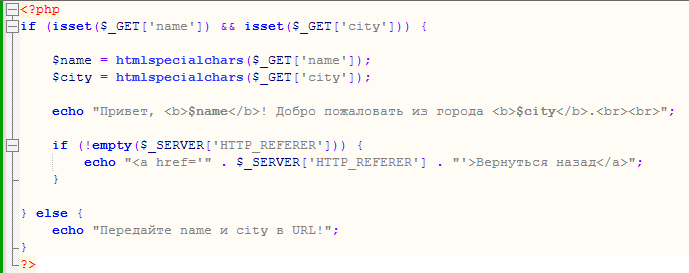 <?php
if (isset($_GET['name']) && isset($_GET['city'])) {
$name = htmlspecialchars($_GET['name']);
$city = htmlspecialchars($_GET['city']);
echo "Привет, <b>$name</b>! Добро пожаловать из города <b>$city</b>.<br><br>";
if (!empty($_SERVER['HTTP_REFERER'])) {
echo "<a href='" . $_SERVER['HTTP_REFERER'] . "'>Вернуться назад</a>";
}
} else {
echo "Передайте name и city в URL!";
}
?>